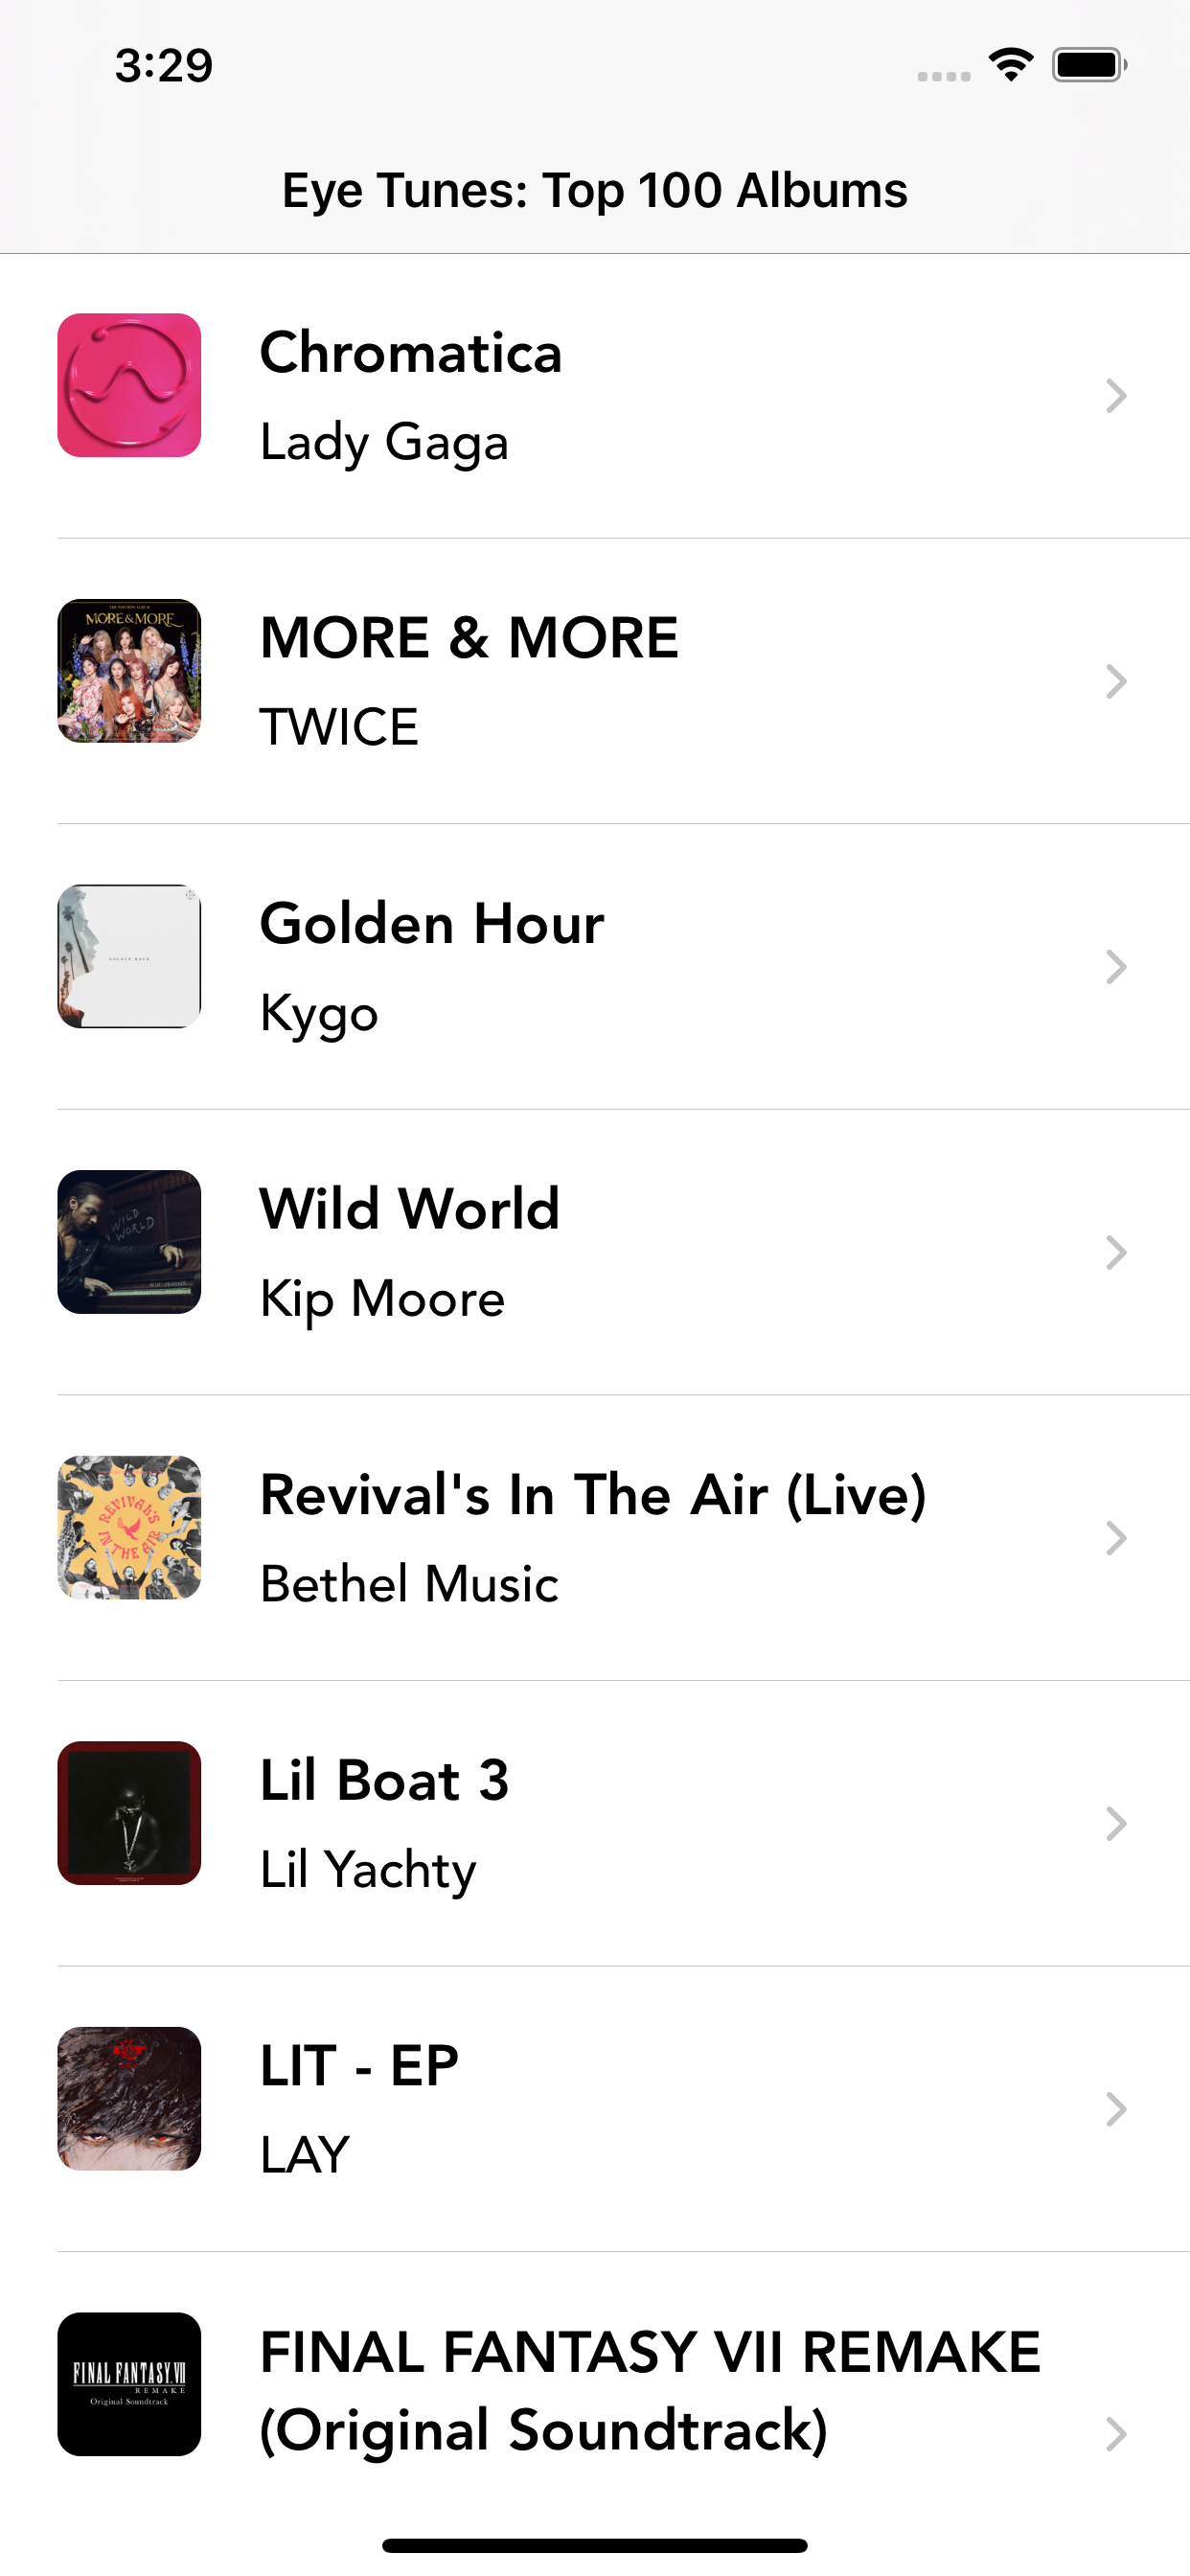 3:29
Eye Tunes: Top 100 Albums
Chromatica
Lady Gaga
MORE & MORE
MORE & MORE
TWICE
GOLDEN HOUR
Golden Hour
Kygo
WILD
WORLD
Wild World
Kip Moore
REVIVAL'S
IN THE AIR
Revival's In The Air (Live)
Bethel Music
Lil Boat 3
Lil Yachty
LIT - EP
LAY
FINAL FANTASY VII
REMAKE
Original Soundtrack
FINAL FANTASY VII REMAKE
(Original Soundtrack)